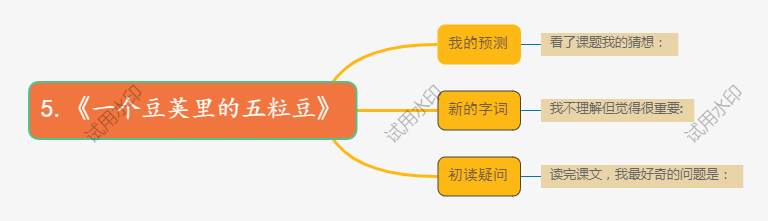 我的预测
看了课题我的猜想：
5.《一个豆荚里的五粒豆》
新的字词
我不理解但觉得很重要:
初读疑问
读完课文，我最好奇的问题是：
试用水印
试用水印
试用水印